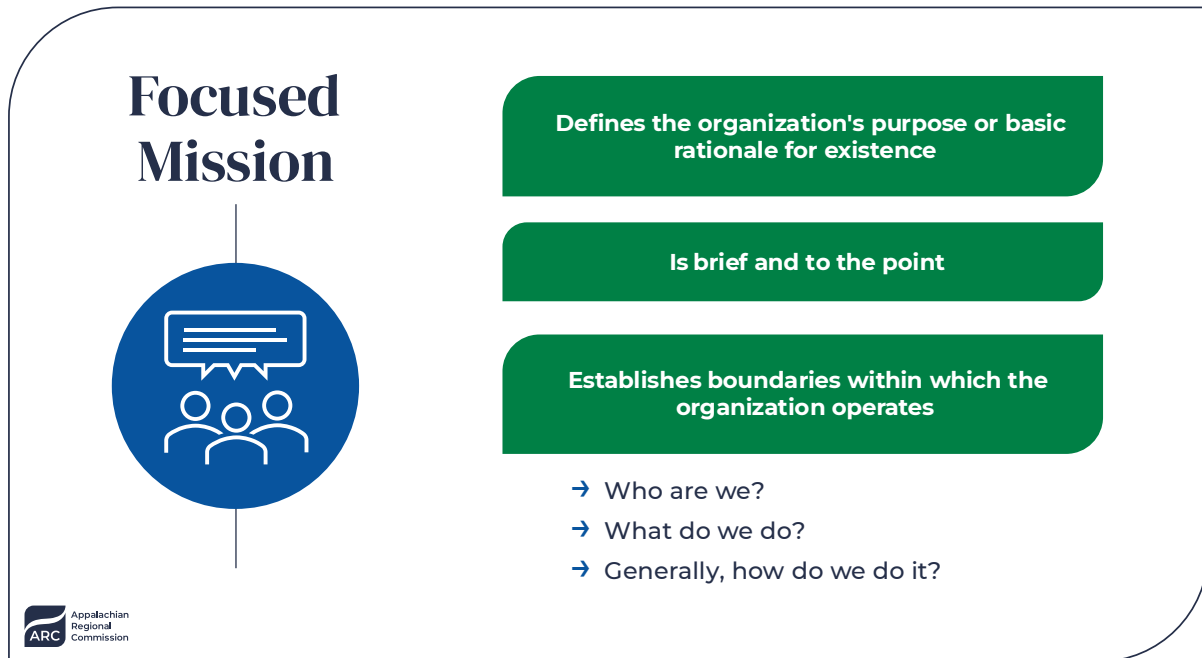 Focused
Mission
Defines the organization's purpose or basic
rationale for existence
Is brief and to the point
Establishes boundaries within which the
organization operates
→ Who are we?
→ What do we do?
→ Generally, how do we do it?
ARC
Appalachian
Regional
Commission